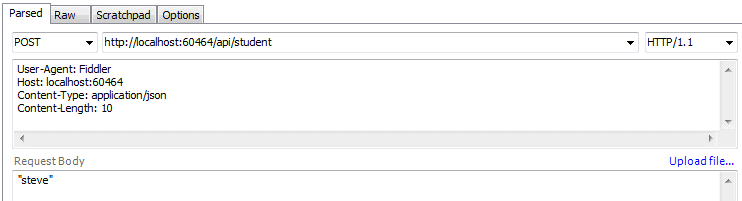 Parsed Raw Scratchpad Options
POST http://localhost:60464/api/student HTTP/1.1
User-Agent: Fiddler
Host: localhost:60464
Content-Type: application/json
Content-Length: 10
Request Body Upload file...
"steve"